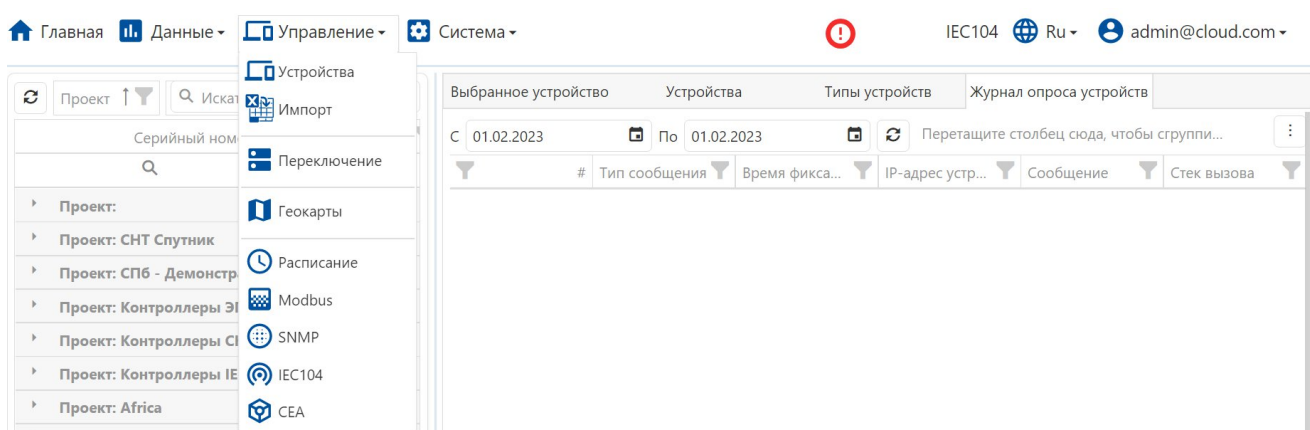 Главная Данные Управление Система IEC104 Ru admin@cloud.com
Устройства
Импорт
Переключение
Геокарты
Расписание
Modbus
SNMP
IEC104
CEA
Проект
Серийный
Проект:
Проект: СНТ Спутник
Проект: СПб -
Проект: Контроллеры
Проект: Контроллеры
Проект: Контроллеры IE
Проект: Africa
Выбранное устройство Устройства Типы устройств Журнал опроса устройств
С 01.02.2023 По 01.02.2023 Перетащите столбец сюда, чтобы сгруппи...
# Тип сообщения Время фикса... IP-адрес устр... Сообщение Стек вызова